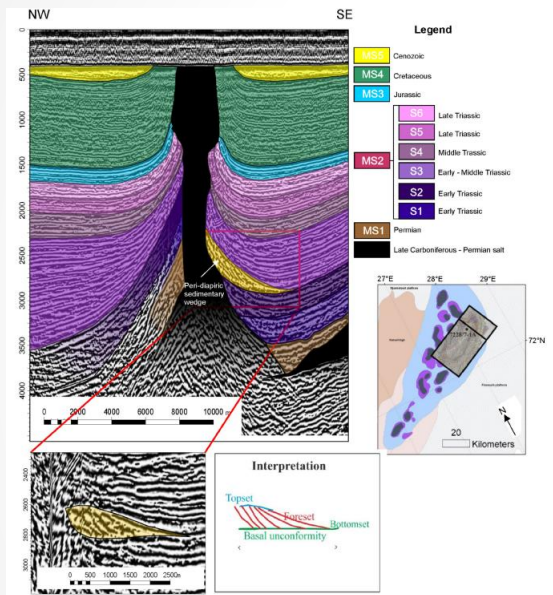 NW
SE
0
500
1000
1500
2000
2500
3000
3500
4000
Peri-diapiric
sedimentary
wedge
0 2000 4000 6000 8000 10000
Legend
MS5 Cenozoic
MS4 Cretaceous
MS3 Jurassic
MS2
S6 Late Triassic
S5 Late Triassic
S4 Middle Triassic
S3 Early - Middle Triassic
S2 Early Triassic
S1 Early Triassic
MS1 Permian
Late Carboniferous - Permian salt
27°E 28°E 29°E
72°N
N
20
Kilometers
2400
2600
2800
3000
0 500 1000 1500 2000 2500m
Interpretation
Topset
Foreset
Bottomset
Basal unconformity